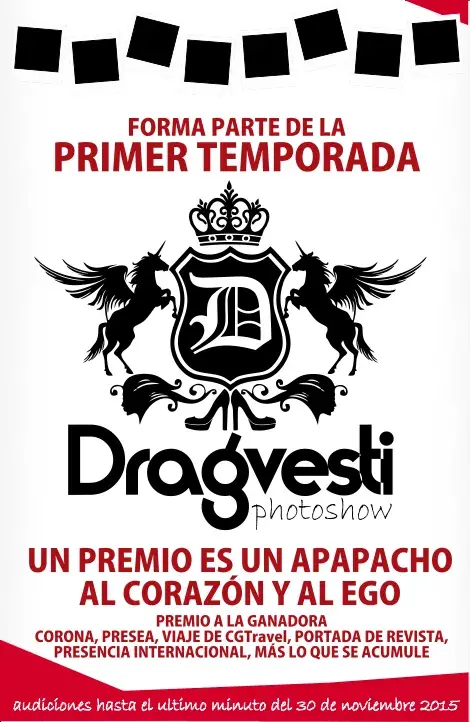 FORMA PARTE DE LA
PRIMER TEMPORADA
D
Dragvesti
photoshow
UN PREMIO ES UN APAPACHO
AL CORAZÓN Y AL EGO
PREMIO A LA GANADORA
CORONA, PRESEA, VIAJE DE CGTravel, PORTADA DE REVISTA,
PRESENCIA INTERNACIONAL, MÁS LO QUE SE ACUMULE
audiciones hasta el ultimo minuto del 30 de noviembre 2015